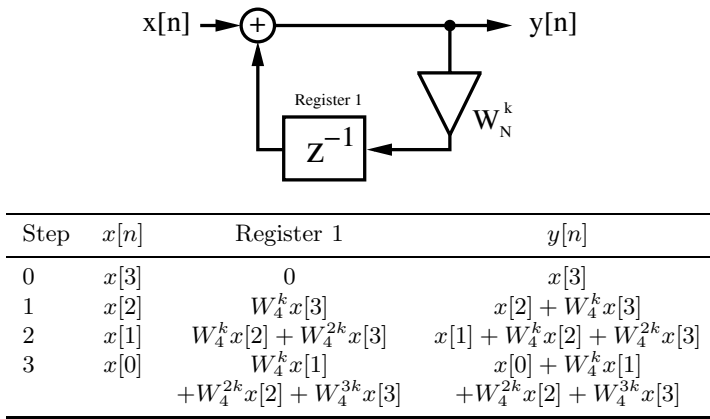 x[n] + y[n]
Register 1
z⁻¹
W_N^k
Step x[n] Register 1 y[n]
0 x[3] 0 x[3]
1 x[2] W_4^k x[3] x[2] + W_4^k x[3]
2 x[1] W_4^k x[2] + W_4^{2k} x[3] x[1] + W_4^k x[2] + W_4^{2k} x[3]
3 x[0] W_4^k x[1] x[0] + W_4^k x[1]
+W_4^{2k} x[2] + W_4^{3k} x[3] +W_4^{2k} x[2] + W_4^{3k} x[3]